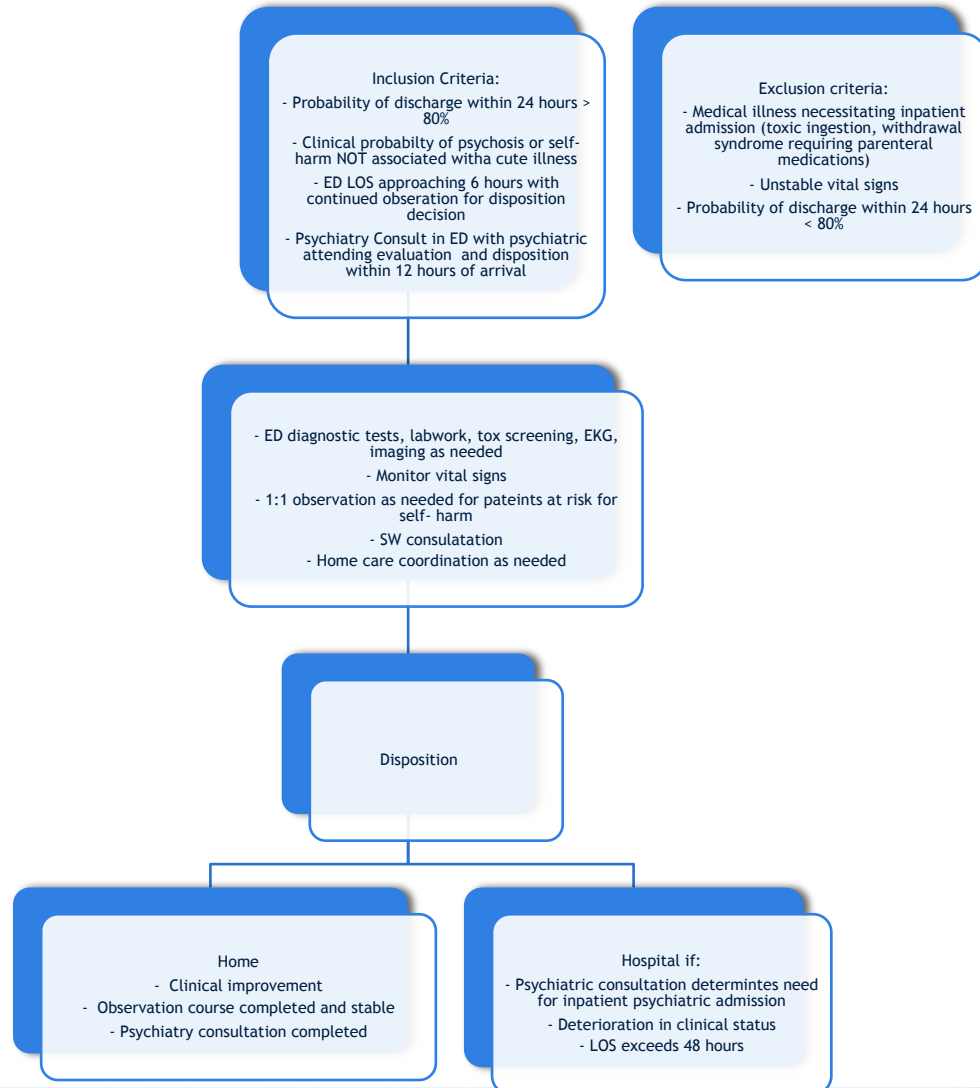 Inclusion Criteria:
- Probability of discharge within 24 hours >
80%
- Clinical probabilty of psychosis or self-
harm NOT associated witha cute illness
- ED LOS approaching 6 hours with
continued obseration for disposition
decision
- Psychiatry Consult in ED with psychiatric
attending evaluation and disposition
within 12 hours of arrival
Exclusion criteria:
- Medical illness necessitating inpatient
admission (toxic ingestion, withdrawal
syndrome requiring parenteral
medications)
- Unstable vital signs
- Probability of discharge within 24 hours
< 80%
- ED diagnostic tests, labwork, tox screening, EKG,
imaging as needed
- Monitor vital signs
- 1:1 observation as needed for pateints at risk for
self- harm
- SW consulatation
- Home care coordination as needed
Disposition
Home
- Clinical improvement
- Observation course completed and stable
- Psychiatry consultation completed
Hospital if:
- Psychiatric consultation determintes need
for inpatient psychiatric admission
- Deterioration in clinical status
- LOS exceeds 48 hours